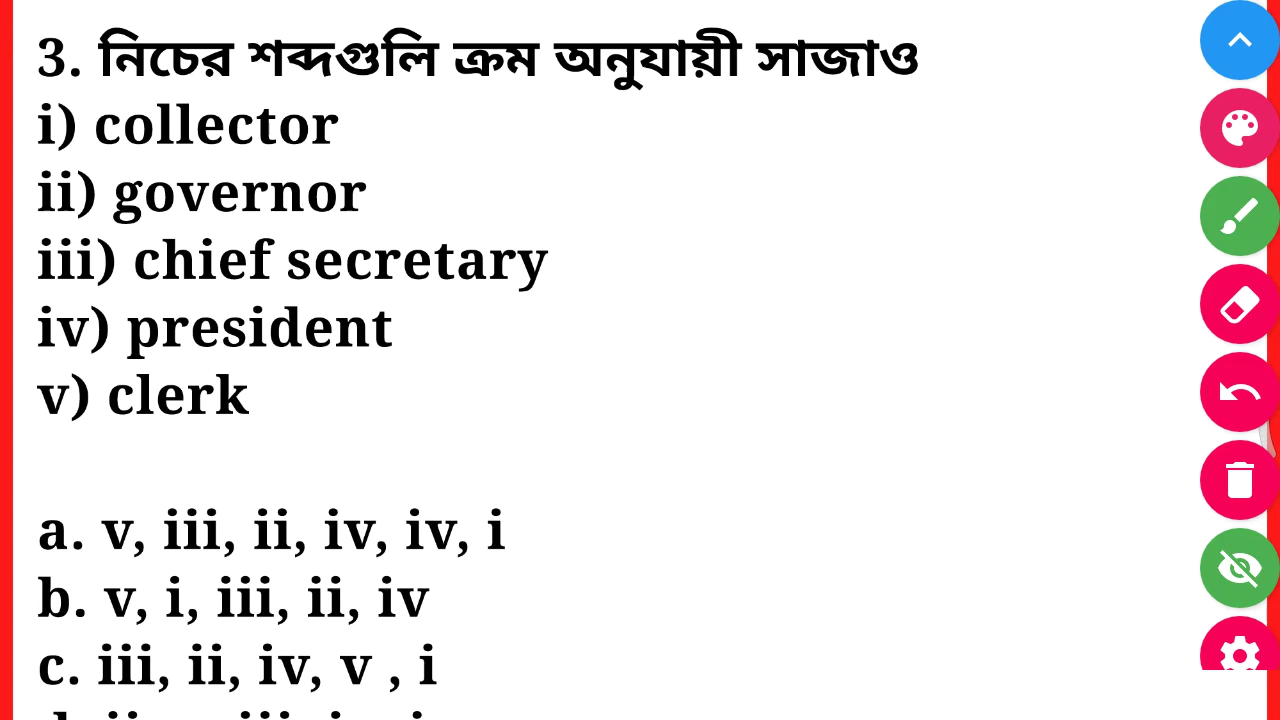 3. নিচের শব্দগুলি ক্রম অনুযায়ী সাজাও
i) collector
ii) governor
iii) chief secretary
iv) president
v) clerk
a. v, iii, ii, iv, iv, i
b. v, i, iii, ii, iv
c. iii, ii, iv, v , i